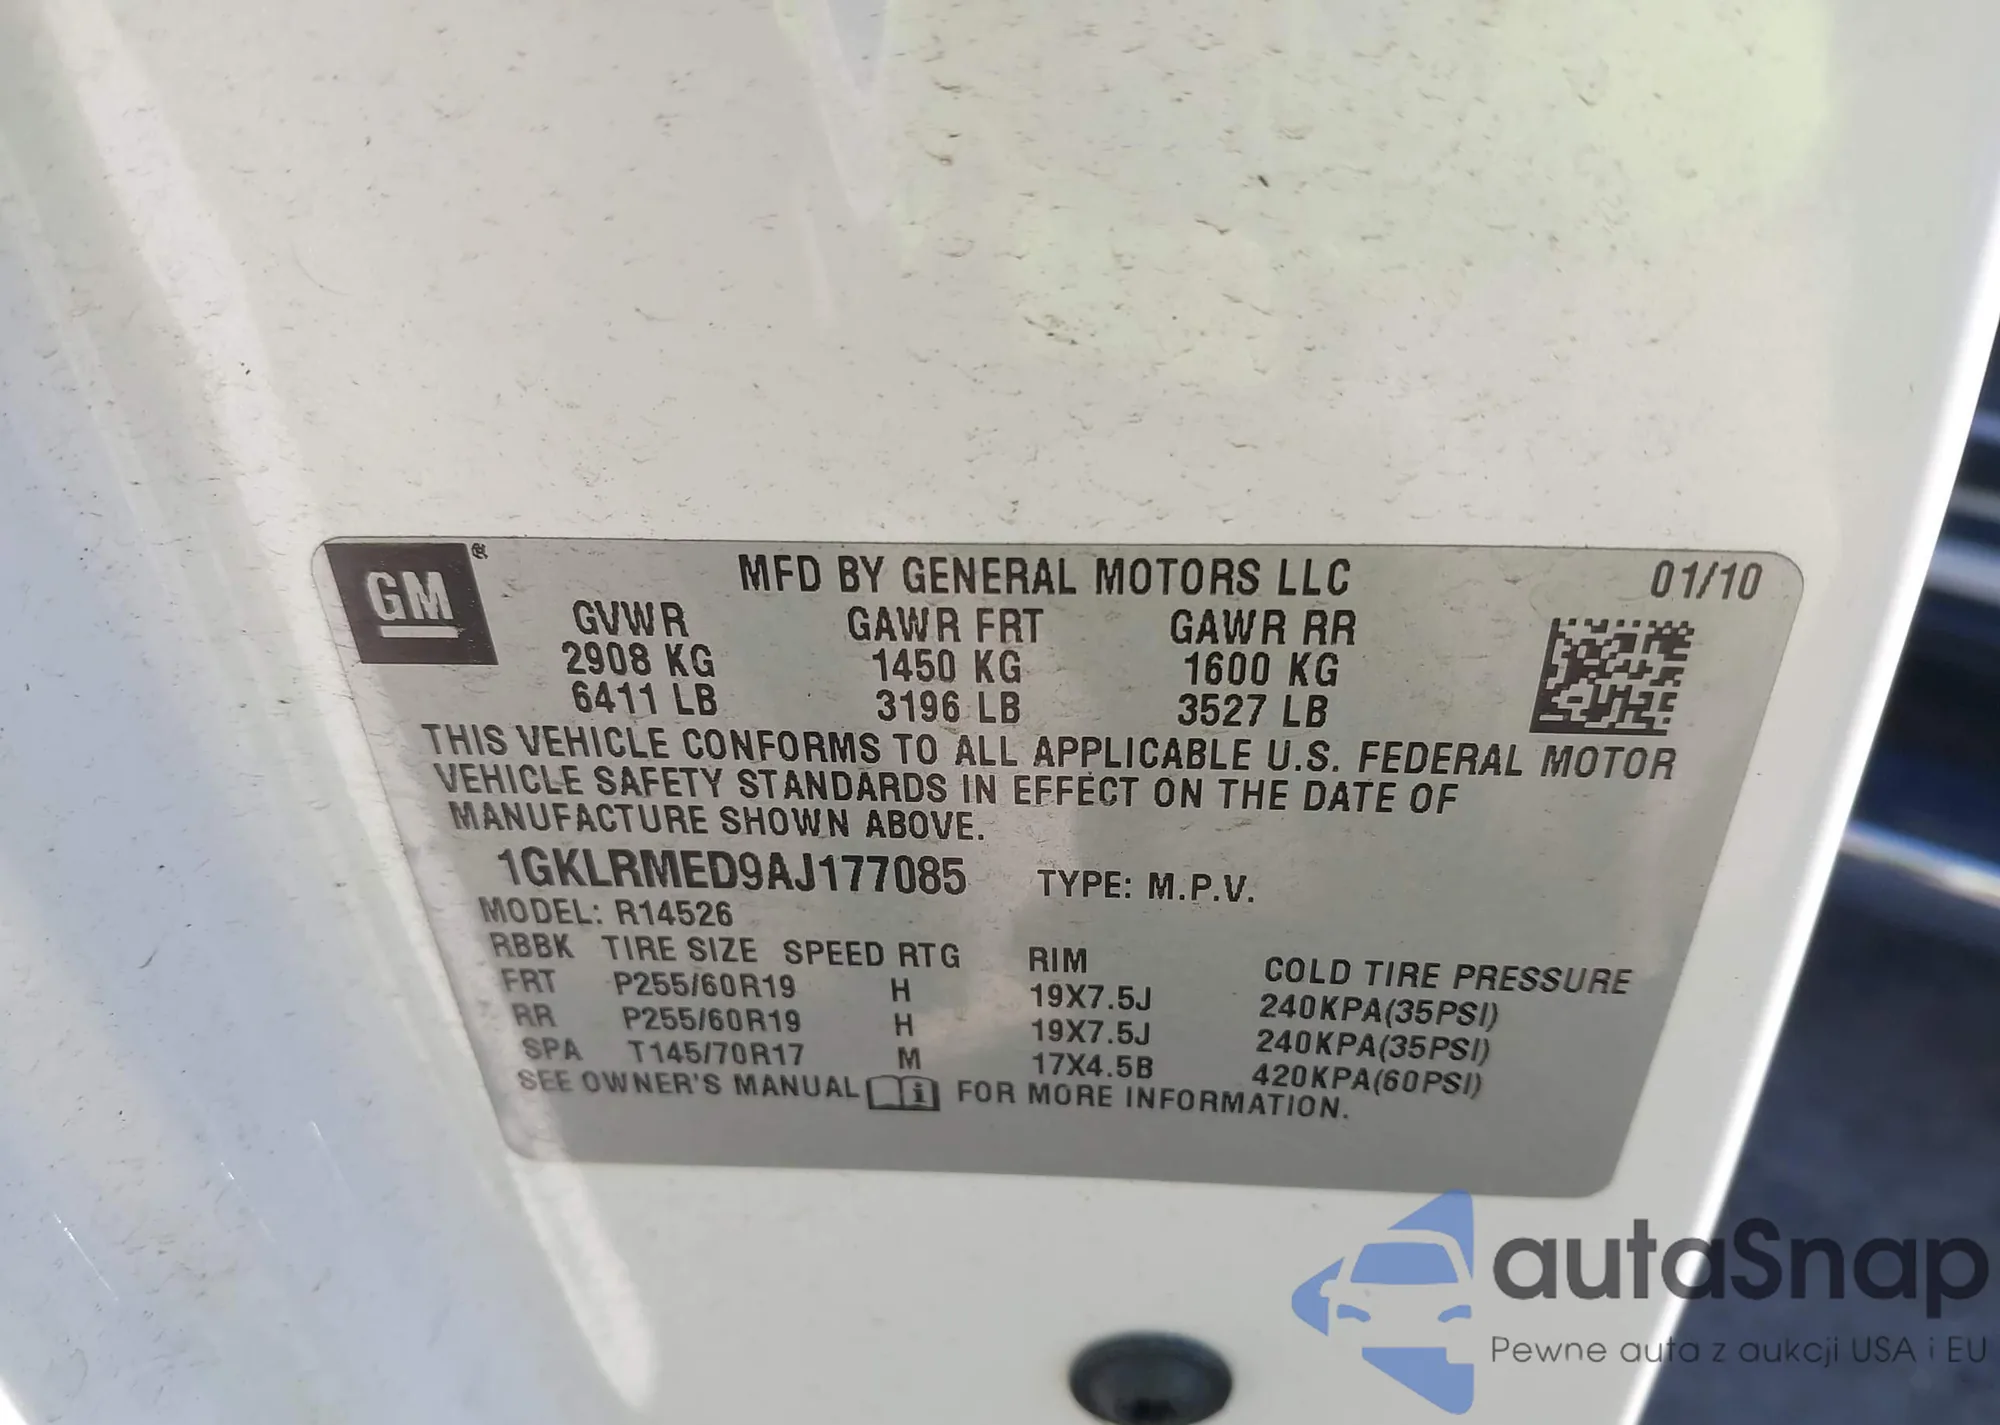 GM®
MFD BY GENERAL MOTORS LLC 01/10
GVWR GAWR FRT GAWR RR
2908 KG 1450 KG 1600 KG
6411 LB 3196 LB 3527 LB
THIS VEHICLE CONFORMS TO ALL APPLICABLE U.S. FEDERAL MOTOR
VEHICLE SAFETY STANDARDS IN EFFECT ON THE DATE OF
MANUFACTURE SHOWN ABOVE.
1GKLRMED9AJ177085 TYPE: M.P.V.
MODEL: R14526
RBBK TIRE SIZE SPEED RTG RIM COLD TIRE PRESSURE
FRT P255/60R19 H 19X7.5J 240KPA(35PSI)
RR P255/60R19 H 19X7.5J 240KPA(35PSI)
SPA T145/70R17 M 17X4.5B 420KPA(60PSI)
SEE OWNER'S MANUAL i FOR MORE INFORMATION.
autaSnap
Pewne auta z aukcji USA i EU